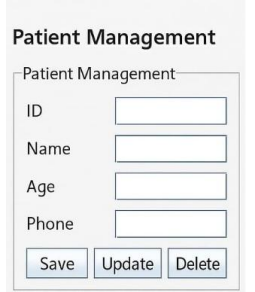 Patient Management
Patient Management
ID
Name
Age
Phone
Save Update Delete